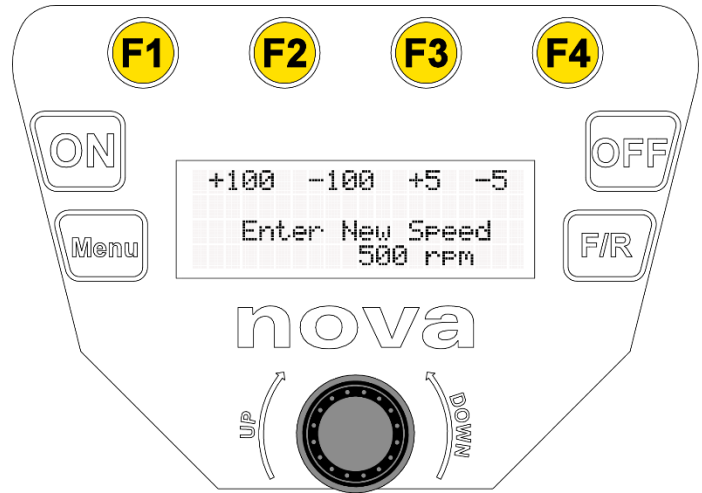 F1 F2 F3 F4
ON
OFF
+100 -100 +5 -5
Enter New Speed
500 rpm
Menu
F/R
nova
UP
DOWN